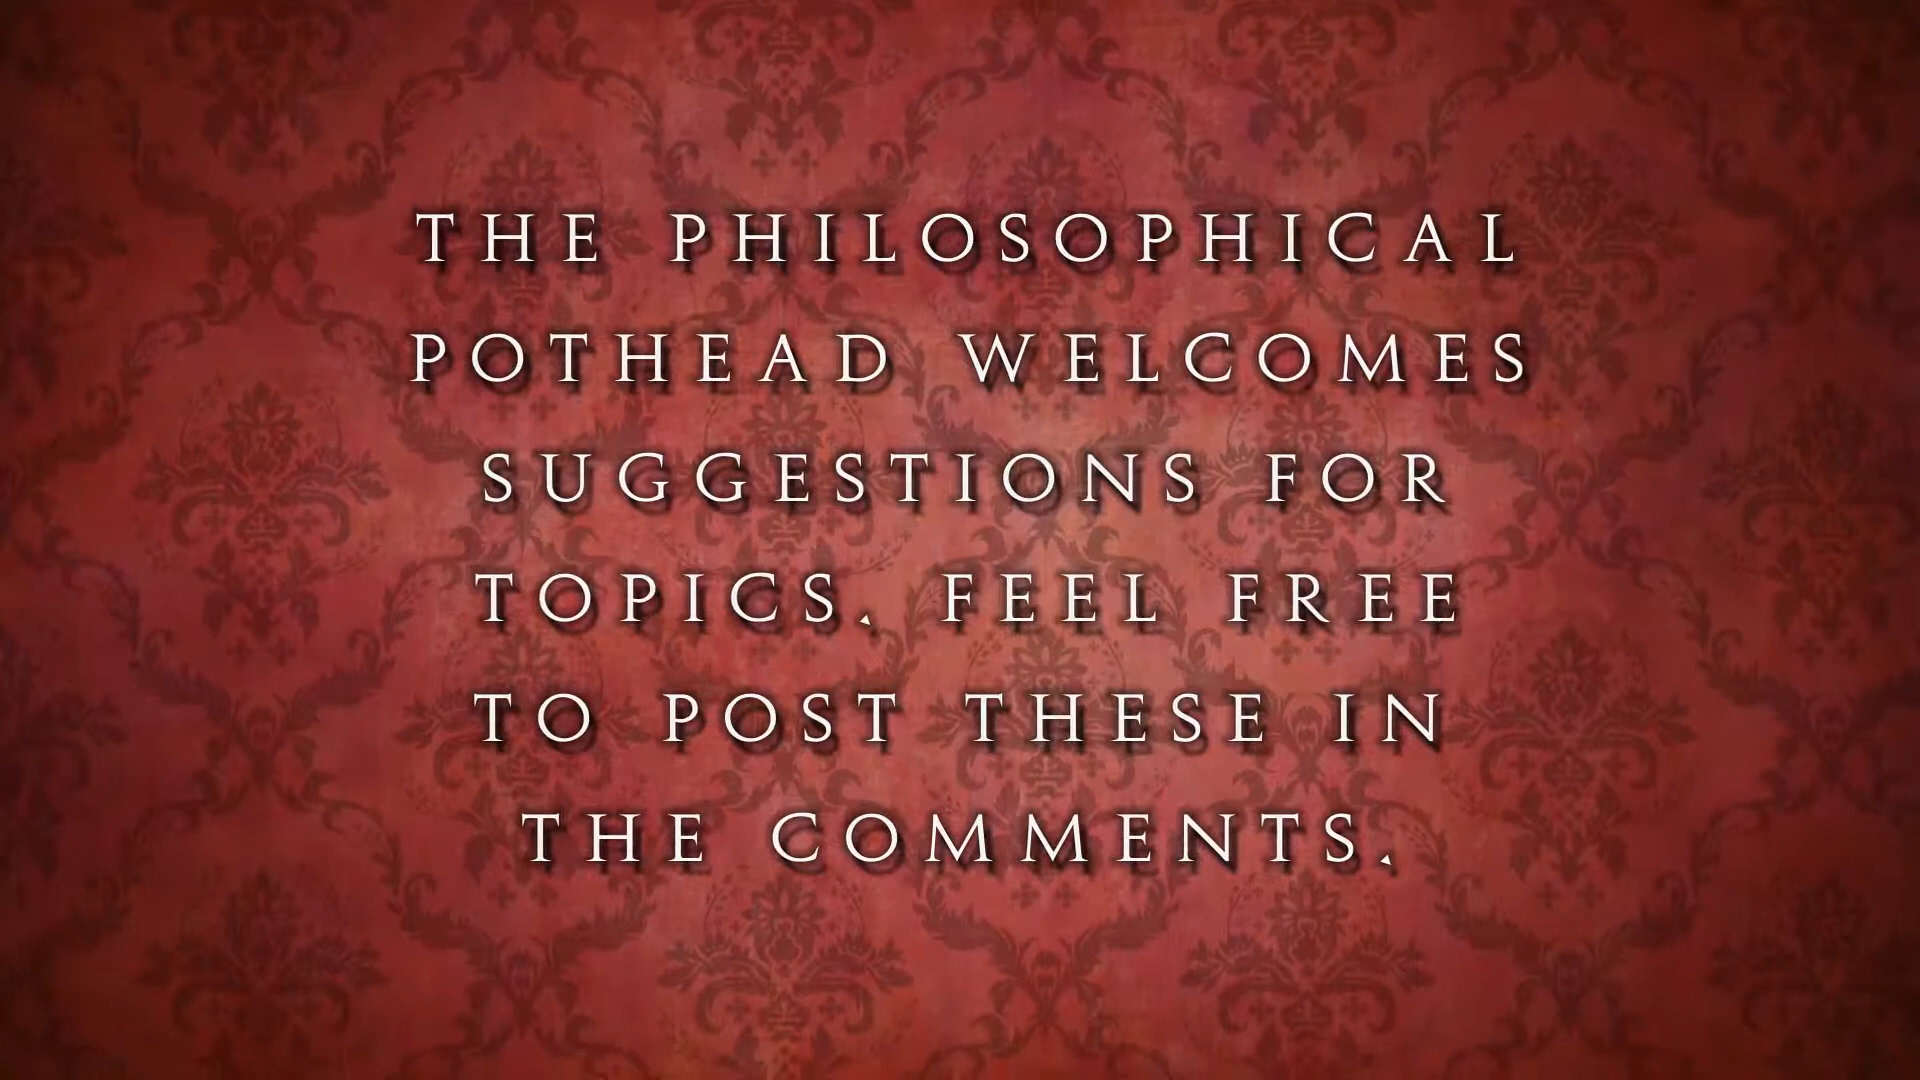 THE PHILOSOPHICAL
POTHEAD WELCOMES
SUGGESTIONS FOR
TOPICS. FEEL FREE
TO POST THESE IN
THE COMMENTS.